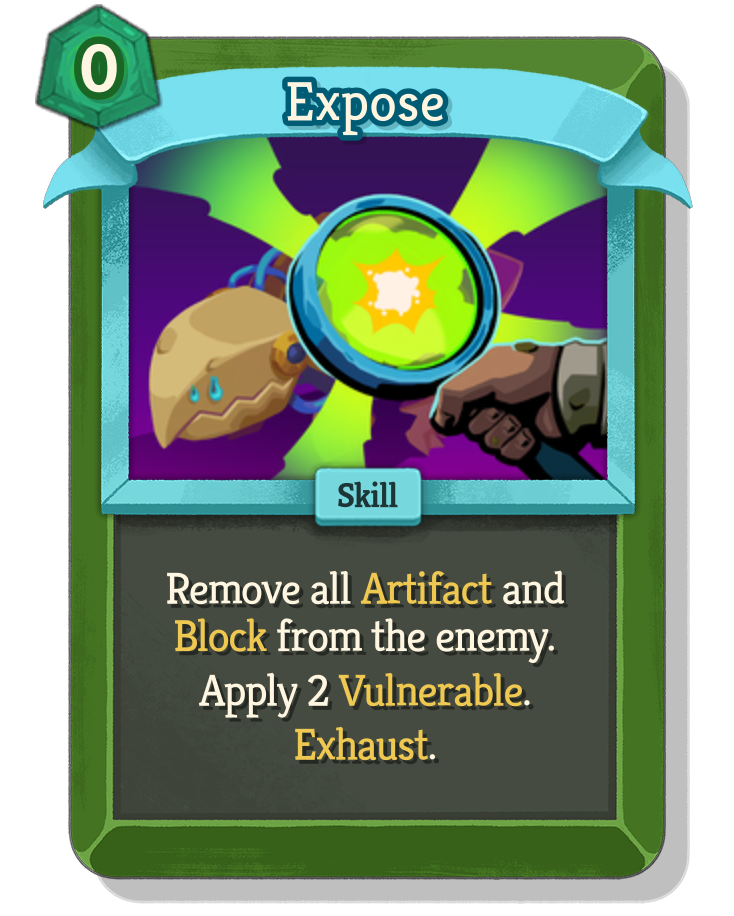 0
Expose
Skill
Remove all Artifact and
Block from the enemy.
Apply 2 Vulnerable.
Exhaust.